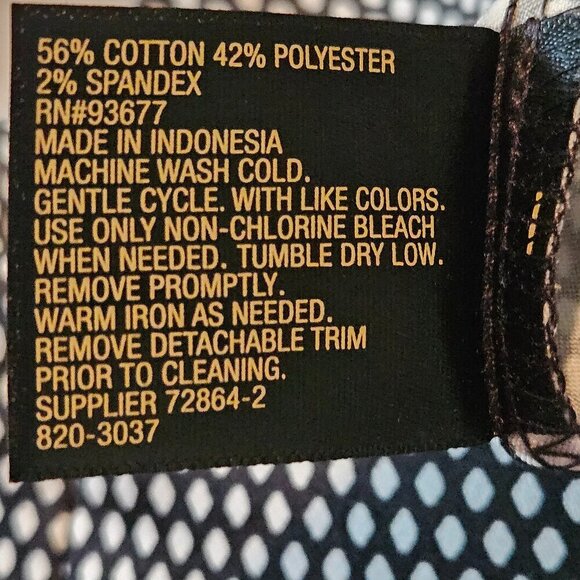 56% COTTON 42% POLYESTER
2% SPANDEX
RN#93677
MADE IN INDONESIA
MACHINE WASH COLD.
GENTLE CYCLE. WITH LIKE COLORS.
USE ONLY NON-CHLORINE BLEACH
WHEN NEEDED. TUMBLE DRY LOW.
REMOVE PROMPTLY.
WARM IRON AS NEEDED.
REMOVE DETACHABLE TRIM
PRIOR TO CLEANING.
SUPPLIER 72864-2
820-3037